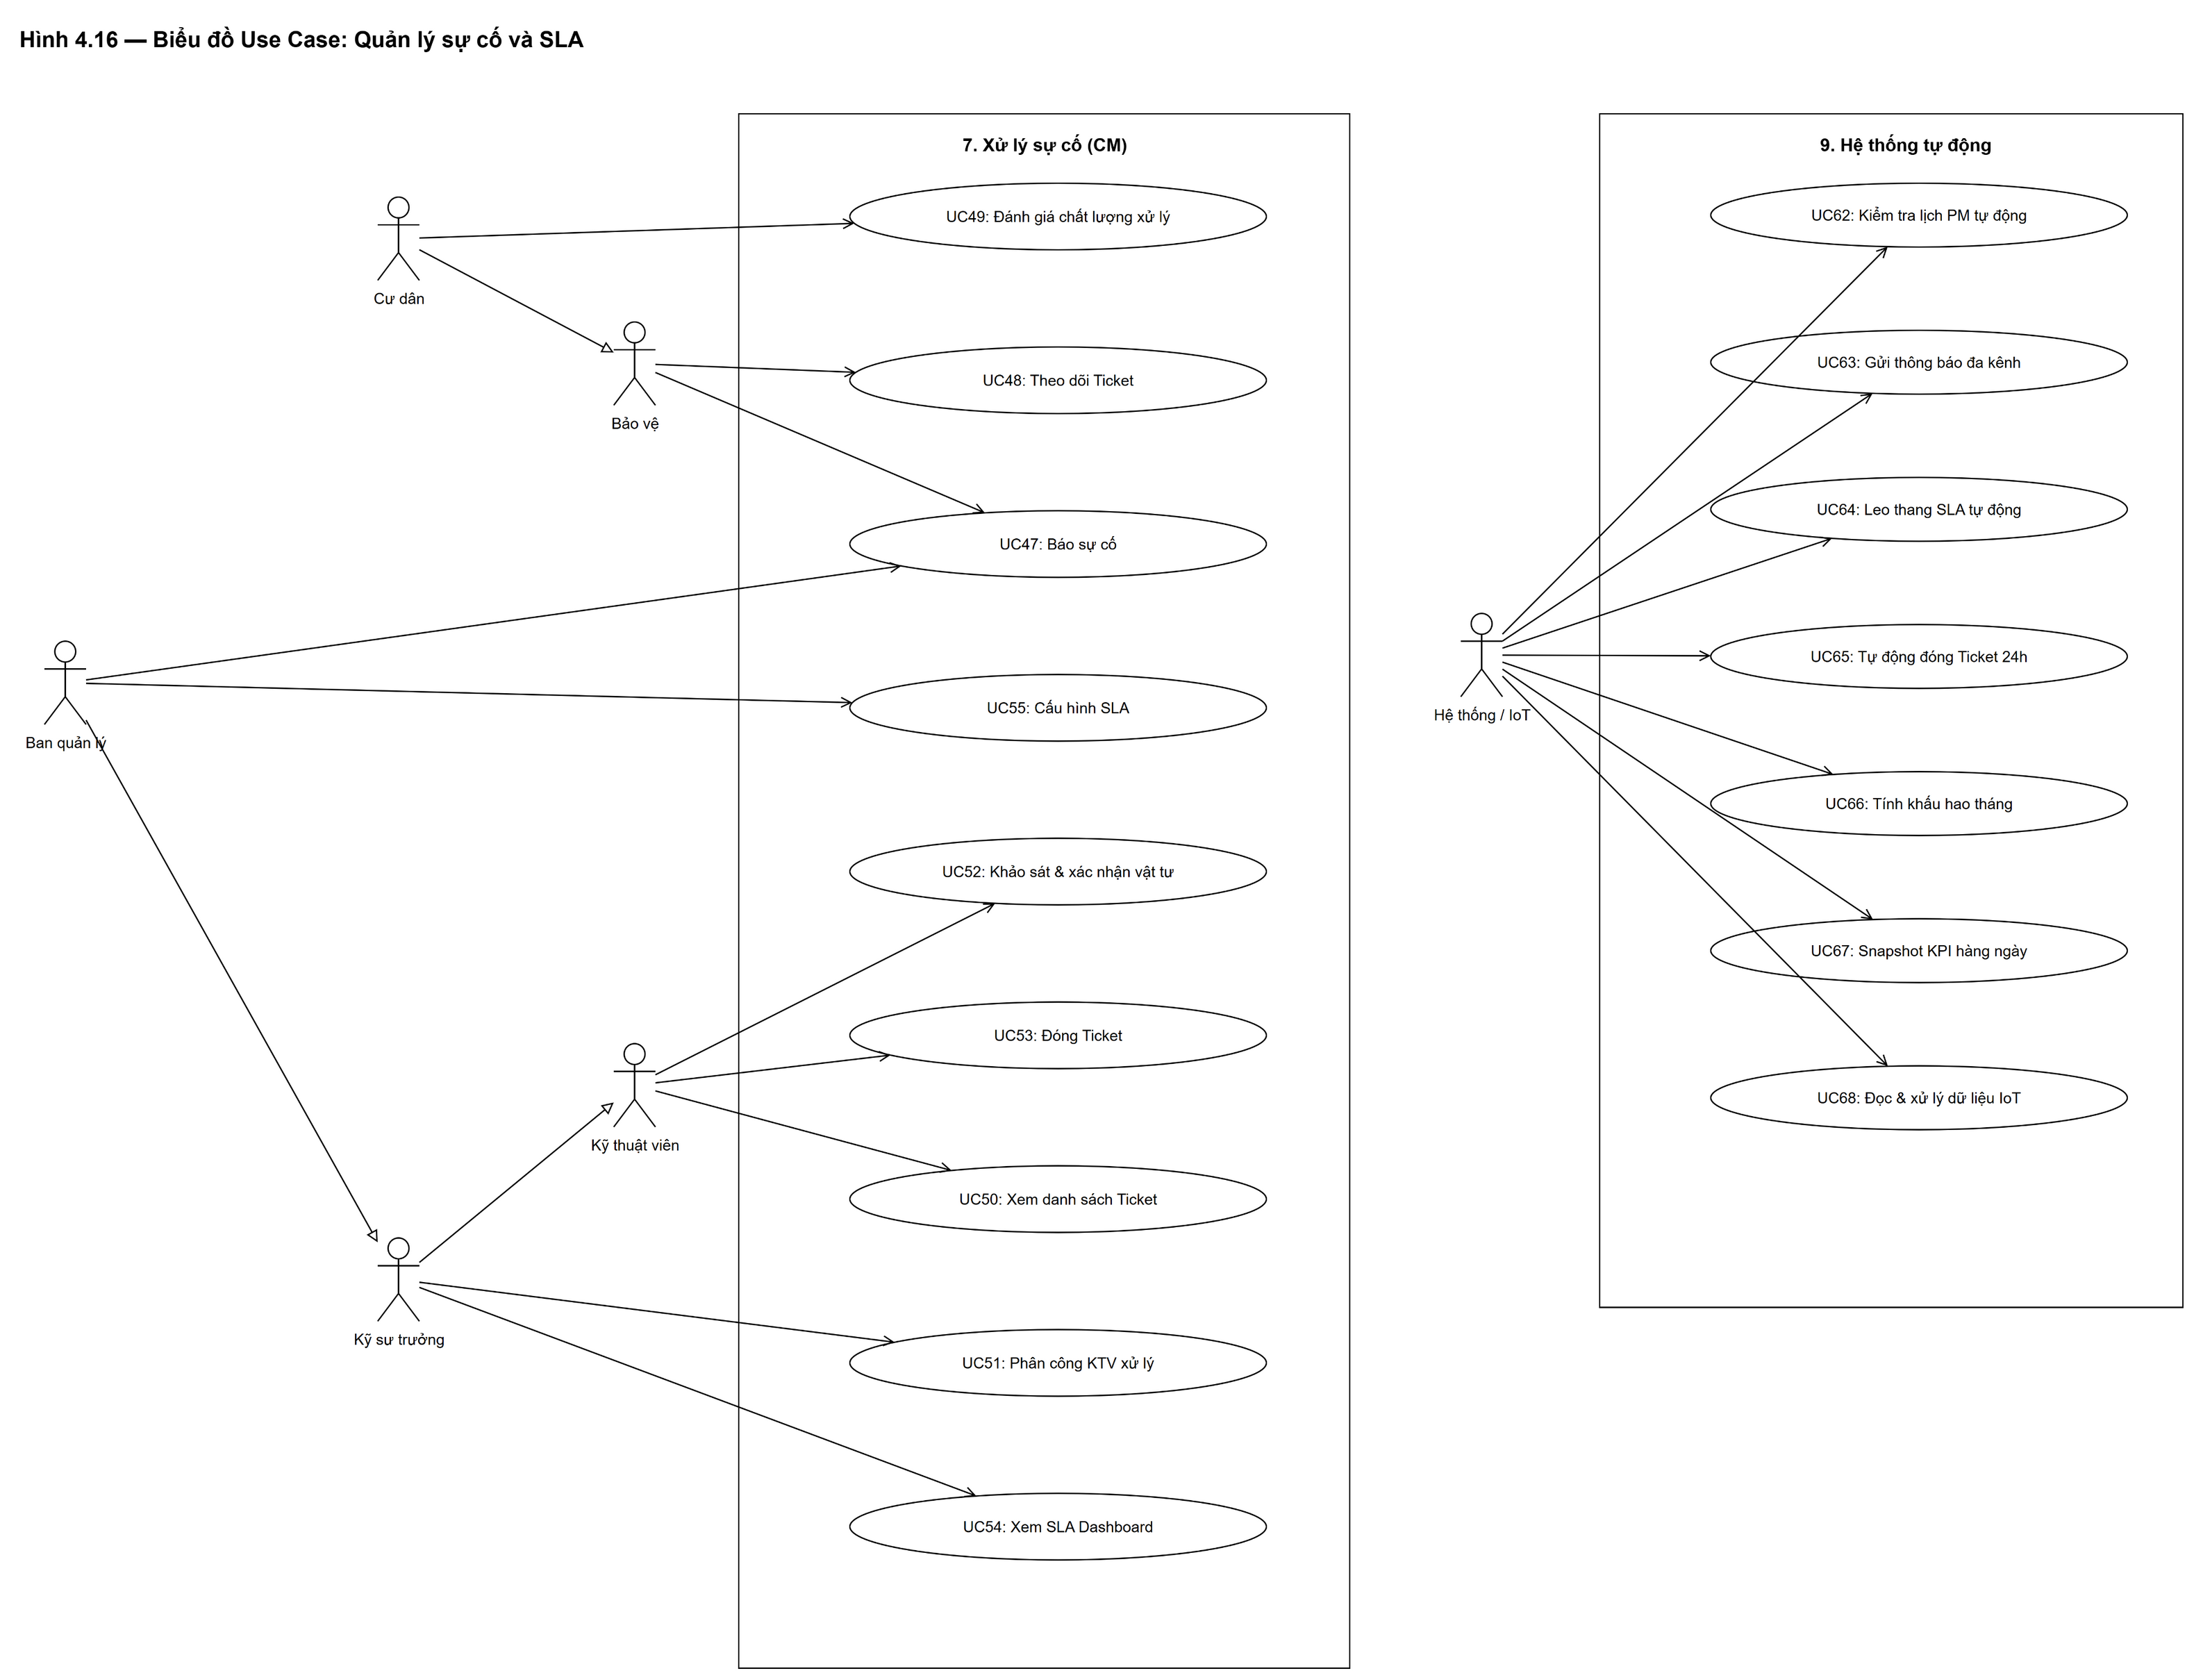 Hình 4.16 — Biểu đồ Use Case: Quản lý sự cố và SLA
7. Xử lý sự cố (CM)
UC49: Đánh giá chất lượng xử lý
Cư dân
Bảo vệ
UC48: Theo dõi Ticket
UC47: Báo sự cố
Ban quản lý
UC55: Cấu hình SLA
UC52: Khảo sát & xác nhận vật tư
UC53: Đóng Ticket
Kỹ thuật viên
UC50: Xem danh sách Ticket
Kỹ sư trưởng
UC51: Phân công KTV xử lý
UC54: Xem SLA Dashboard
9. Hệ thống tự động
UC62: Kiểm tra lịch PM tự động
UC63: Gửi thông báo đa kênh
UC64: Leo thang SLA tự động
UC65: Tự động đóng Ticket 24h
Hệ thống / IoT
UC66: Tính khấu hao tháng
UC67: Snapshot KPI hàng ngày
UC68: Đọc & xử lý dữ liệu IoT